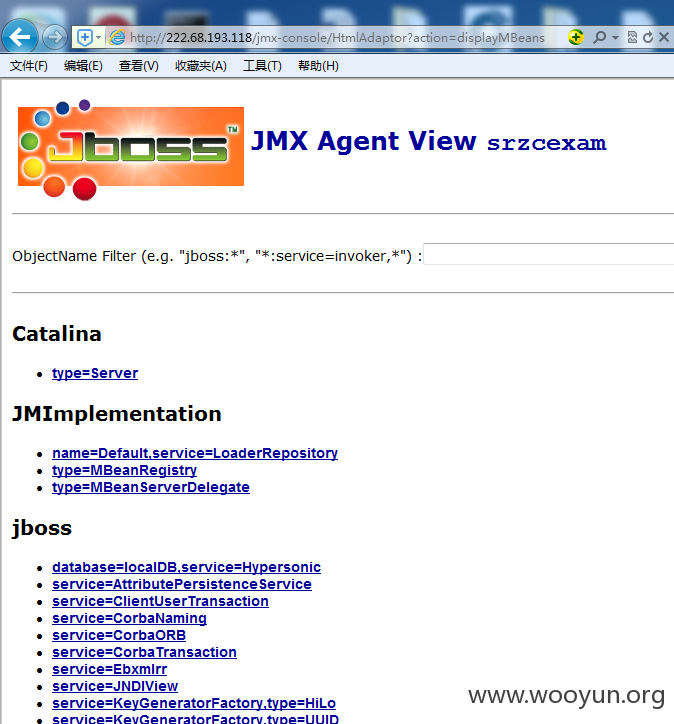 http://222.68.193.118/jmx-console/HtmlAdaptor?action=displayMBeans
文件(F) 编辑(E) 查看(V) 收藏夹(A) 工具(T) 帮助(H)
Jboss TM JMX Agent View srzcexam
ObjectName Filter (e.g. "jboss:*", "*:service=invoker,*") :
Catalina
type=Server
JMImplementation
name=Default,service=LoaderRepository
type=MBeanRegistry
type=MBeanServerDelegate
jboss
database=localDB,service=Hypersonic
service=AttributePersistenceService
service=ClientUserTransaction
service=CorbaNaming
service=CorbaORB
service=CorbaTransaction
service=Ebxmlrr
service=JNDIView
service=KeyGeneratorFactory,type=HiLo
service=KeyGeneratorFactory,type=UUID
www.wooyun.org